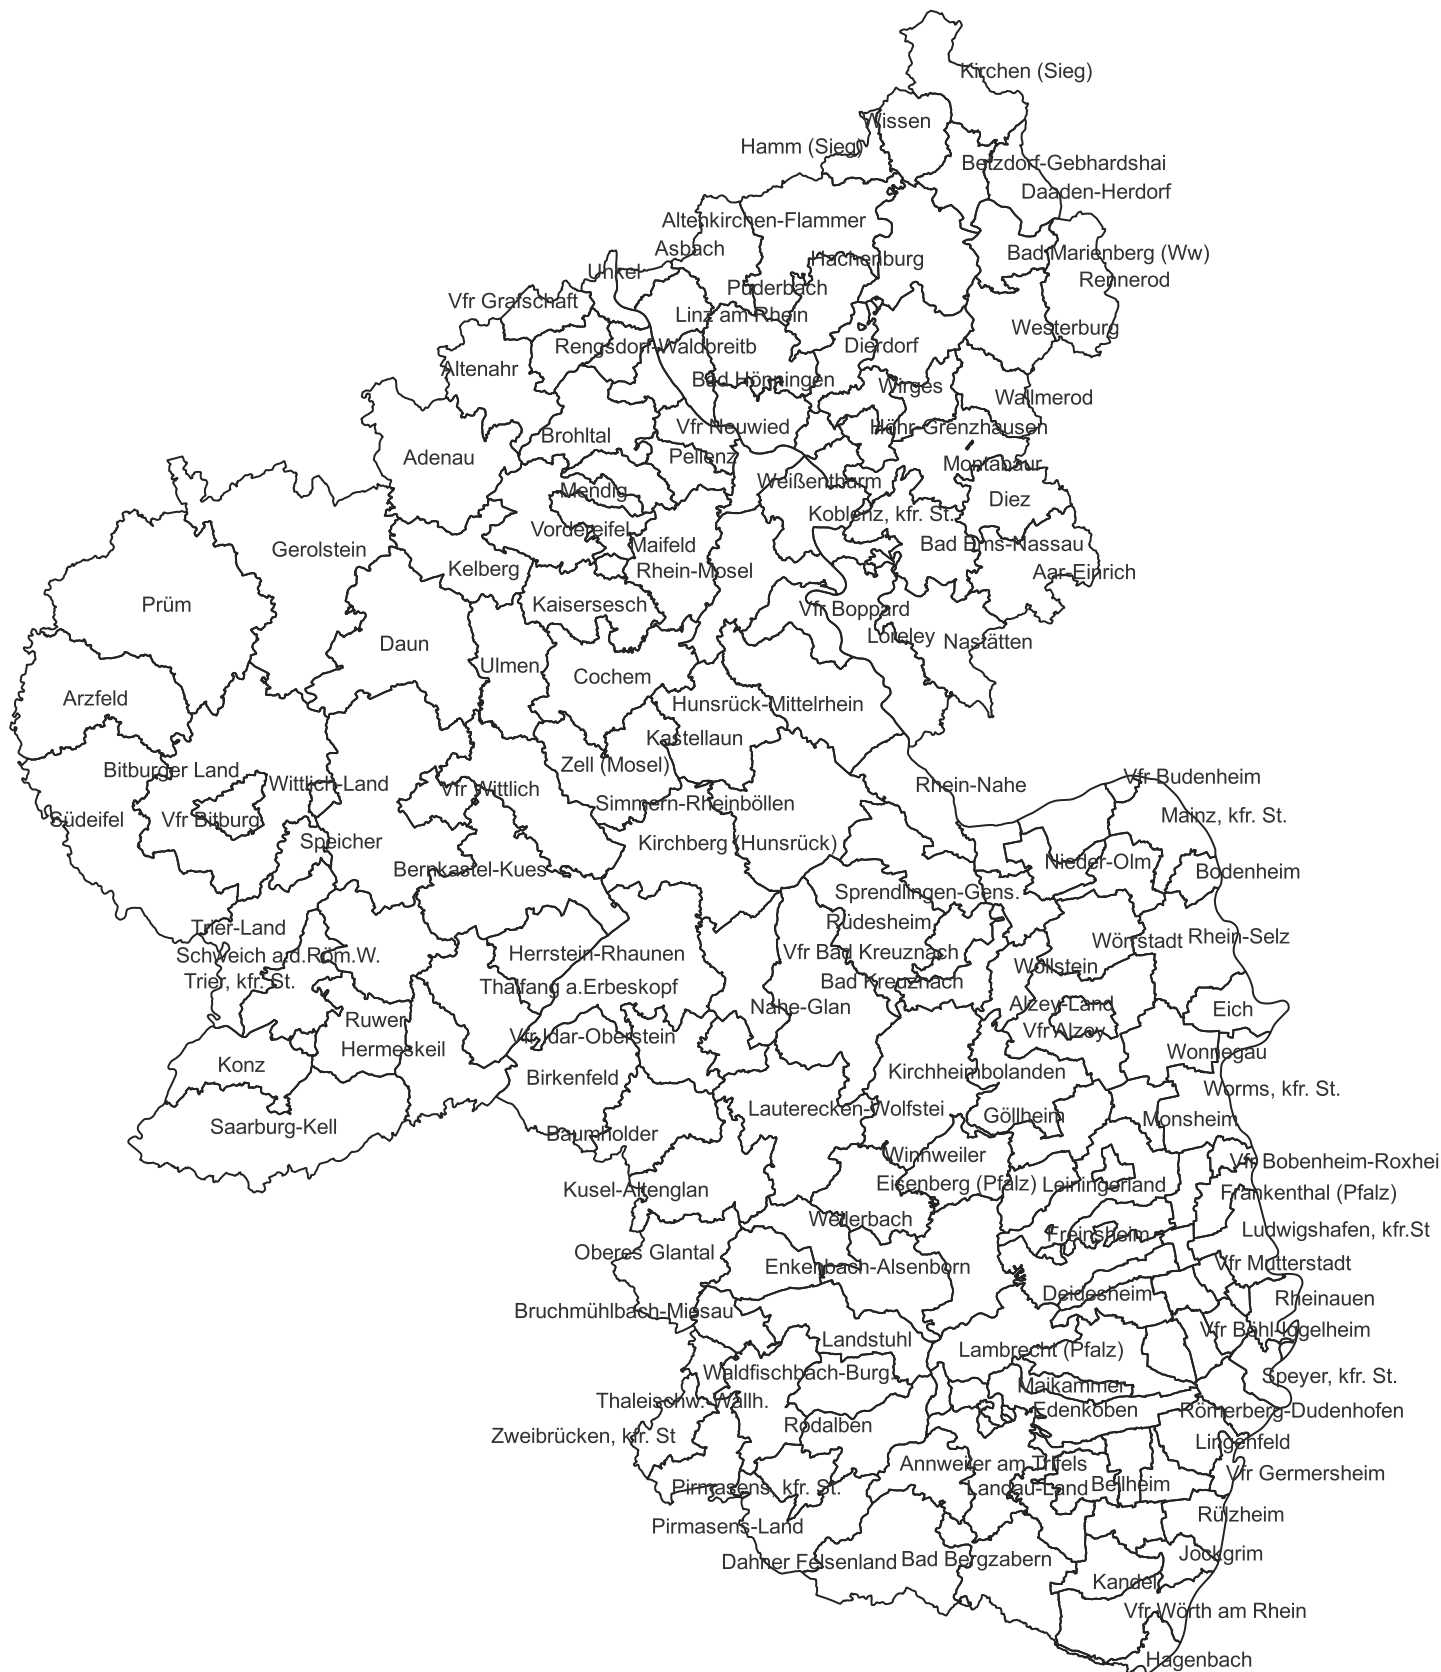 Kirchen (Sieg)
Wissen
Hamm (Sieg)
Betzdorf-Gebhardshai
Daaden-Herdorf
Altenkirchen-Flammer
Asbach
Bad Marienberg (Ww)
Hachenburg
Unkel
Rennerod
Puderbach
Vfr Grafschaft
Linz am Rhein
Westerburg
Rengsdorf-Waldbreitb
Dierdorf
Altenahr
Bad Hönningen
Wirges
Wallmerod
Vfr Neuwied
Höhr-Grenzhausen
Brohltal
Adenau
Pellenz
Montabaur
Weißenthurm
Mendig
Diez
Koblenz, kfr. St.
Vordereifel
Maifeld
Bad Ems-Nassau
Gerolstein
Kelberg
Rhein-Mosel
Aar-Einrich
Prüm
Kaisersesch
Vfr Boppard
Loreley
Nastätten
Daun
Ulmen
Cochem
Arzfeld
Hunsrück-Mittelrhein
Kastellaun
Zell (Mosel)
Bitburger Land
Wittlich-Land
Vfr Wittlich
Rhein-Nahe
Vfr Budenheim
Simmern-Rheinböllen
Mainz, kfr. St.
Südeifel
Vfr Bitburg
Speicher
Kirchberg (Hunsrück)
Nieder-Olm
Bernkastel-Kues
Bodenheim
Sprendlingen-Gens.
Trier-Land
Rüdesheim
Wörrstadt
Rhein-Selz
Schweich a.d.Röm.W.
Herrstein-Rhaunen
Vfr Bad Kreuznach
Wöllstein
Trier, kfr. St.
Thalfang a.Erbeskopf
Bad Kreuznach
Nahe-Glan
Alzey-Land
Eich
Ruwer
Vfr Idar-Oberstein
Vfr Alzey
Hermeskeil
Wonnegau
Konz
Birkenfeld
Kirchheimbolanden
Worms, kfr. St.
Lauterecken-Wolfstei
Göllheim
Monsheim
Saarburg-Kell
Baumholder
Winnweiler
Vfr Bobenheim-Roxhei
Kusel-Altenglan
Eisenberg (Pfalz)
Leiningerland
Frankenthal (Pfalz)
Weilerbach
Freinsheim
Ludwigshafen, kfr.St
Oberes Glantal
Enkenbach-Alsenborn
Vfr Mutterstadt
Deidesheim
Rheinauen
Bruchmühlbach-Miesau
Landstuhl
Vfr Böhl-Iggelheim
Lambrecht (Pfalz)
Waldfischbach-Burg.
Speyer, kfr. St.
Maikammer
Thaleischw.-Wallh.
Edenkoben
Römerberg-Dudenhofen
Rodalben
Zweibrücken, kfr. St
Lingenfeld
Annweiler am Trifels
Vfr Germersheim
Pirmasens, kfr. St.
Landau-Land
Bellheim
Rülzheim
Pirmasens-Land
Jockgrim
Dahner Felsenland
Bad Bergzabern
Kandel
Vfr Wörth am Rhein
Hagenbach